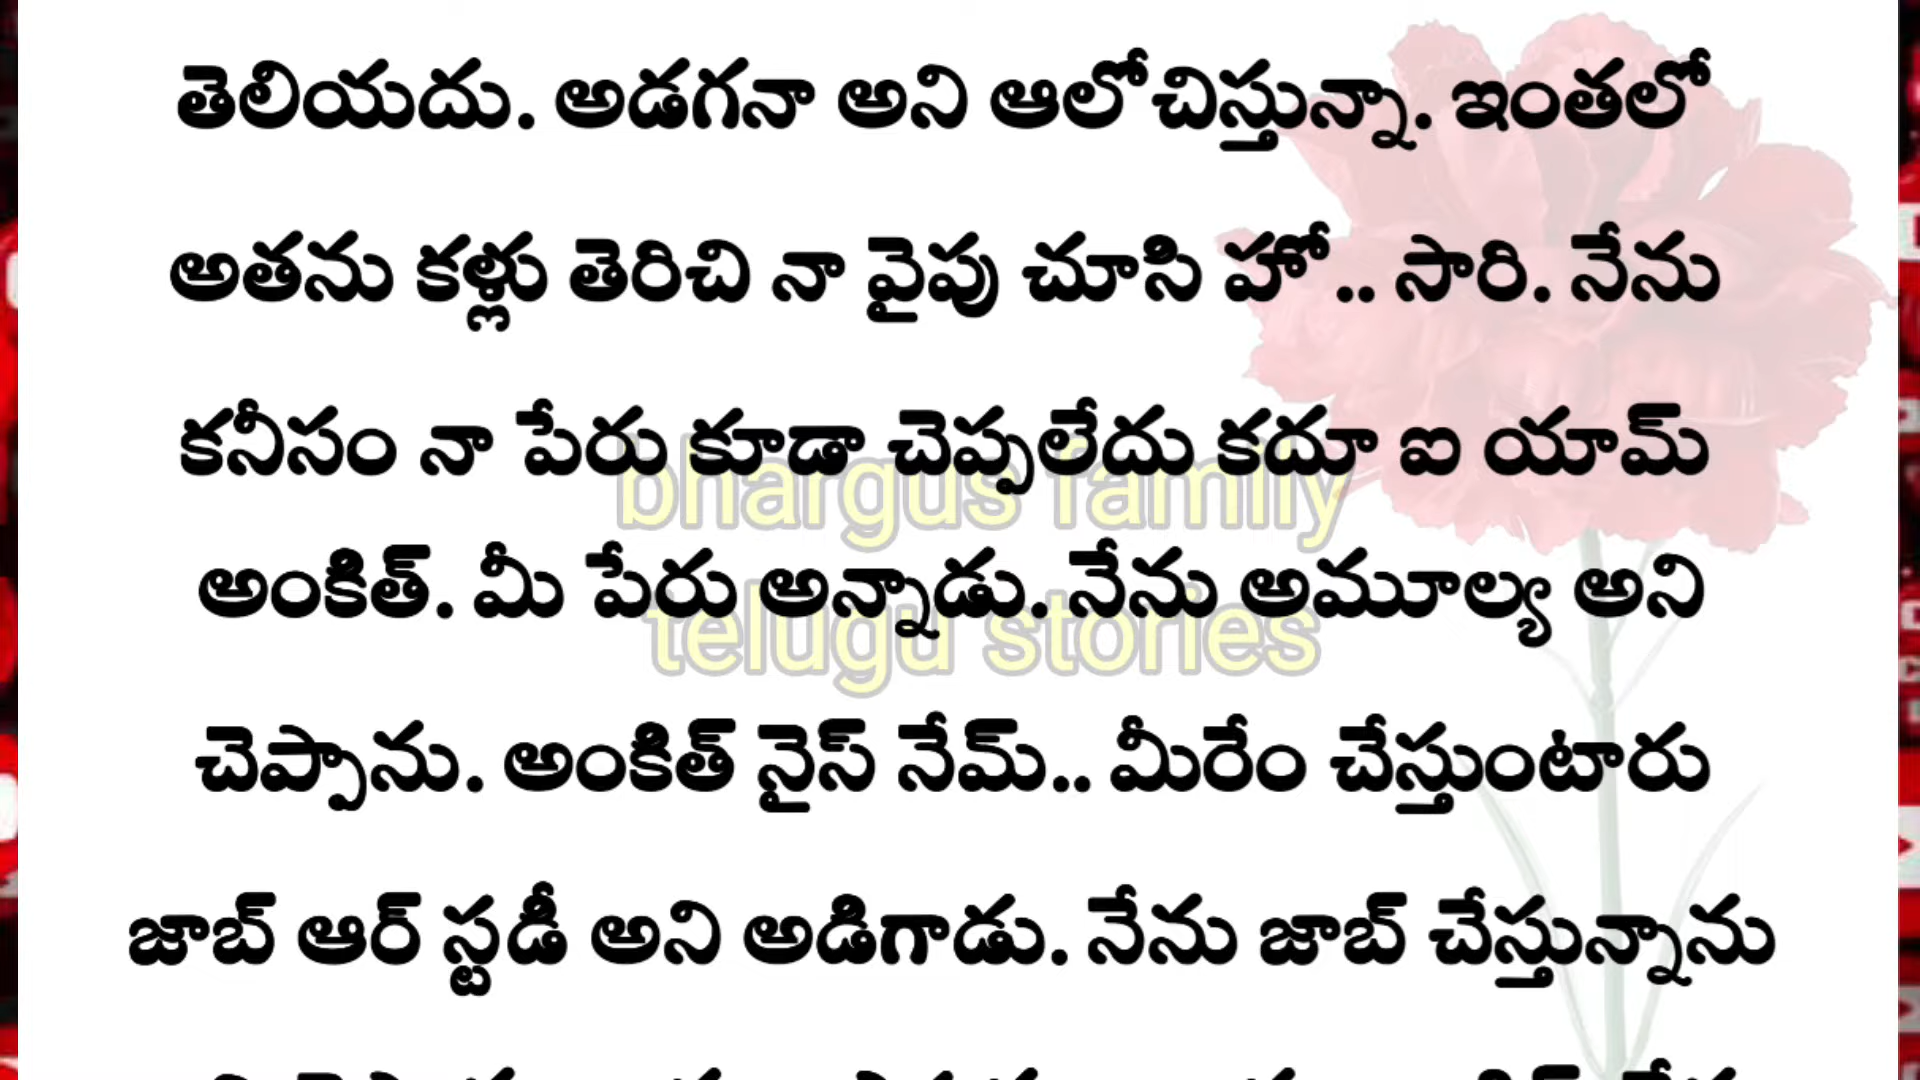 తెలియదు. అడగనా అని ఆలోచిస్తున్నా. ఇంతలో
అతను కళ్లు తెరిచి నా వైపు చూసి హో.. సారి. నేను
కనీసం నా పేరు కూడా చెప్పలేదు కదూ ఐ యామ్
bhargus family
అంకిత్. మీ పేరు అన్నాడు. నేను అమూల్య అని
telugu stories
చెప్పాను. అంకిత్ నైస్ నేమ్.. మీరేం చేస్తుంటారు
జాబ్ ఆర్ స్టడీ అని అడిగాడు. నేను జాబ్ చేస్తున్నాను